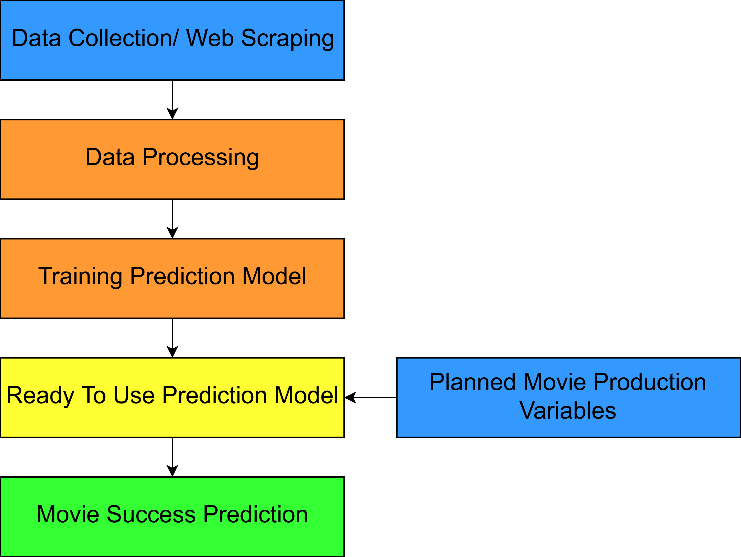 Data Collection/ Web Scraping
Data Processing
Training Prediction Model
Ready To Use Prediction Model
Planned Movie Production
Variables
Movie Success Prediction